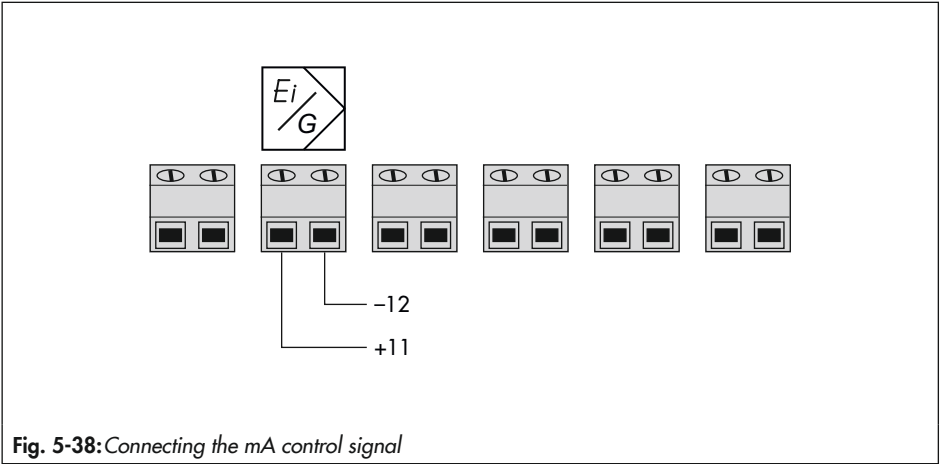 Ei
G
−12
+11
Fig. 5-38: Connecting the mA control signal